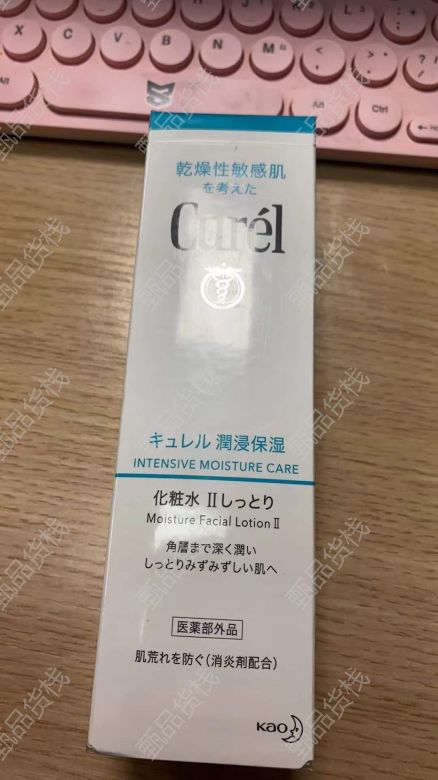 X C V B N M
Alt
Alt Ctrl
乾燥性敏感肌
を考えた
Curél
キュレル 潤浸保湿
INTENSIVE MOISTURE CARE
化粧水 IIしっとり
Moisture Facial Lotion II
角層まで深く潤い
しっとりみずみずしい肌へ
医薬部外品
肌荒れを防ぐ(消炎剤配合)
Kao
甄品货栈